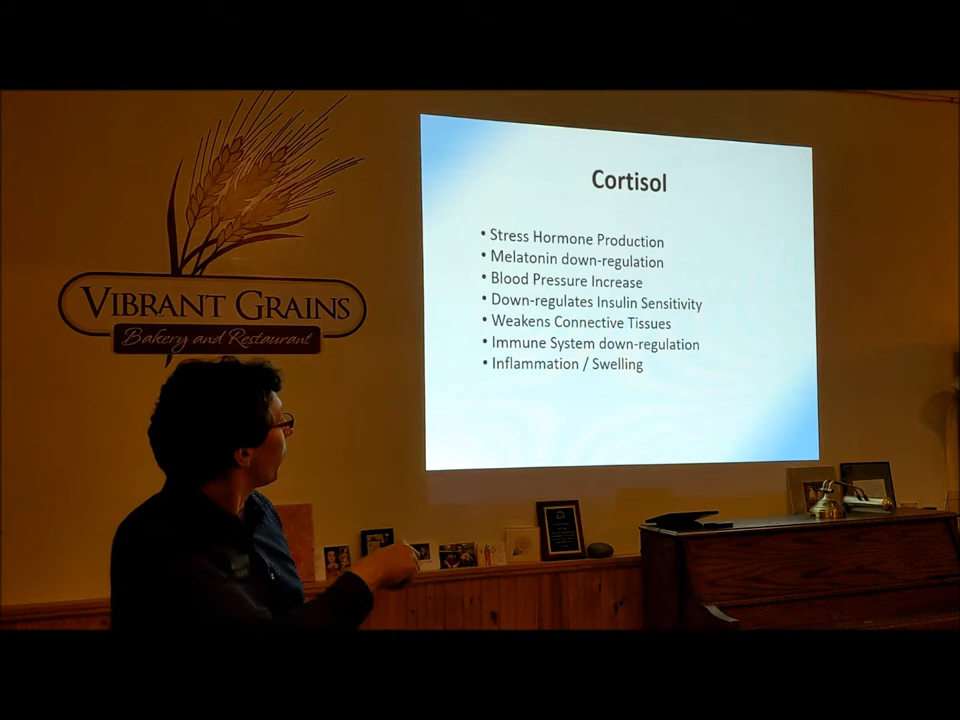 VIBRANT GRAINS
Bakery and Restaurant
Cortisol
• Stress Hormone Production
• Melatonin down-regulation
• Blood Pressure Increase
• Down-regulates Insulin Sensitivity
• Weakens Connective Tissues
• Immune System down-regulation
• Inflammation / Swelling